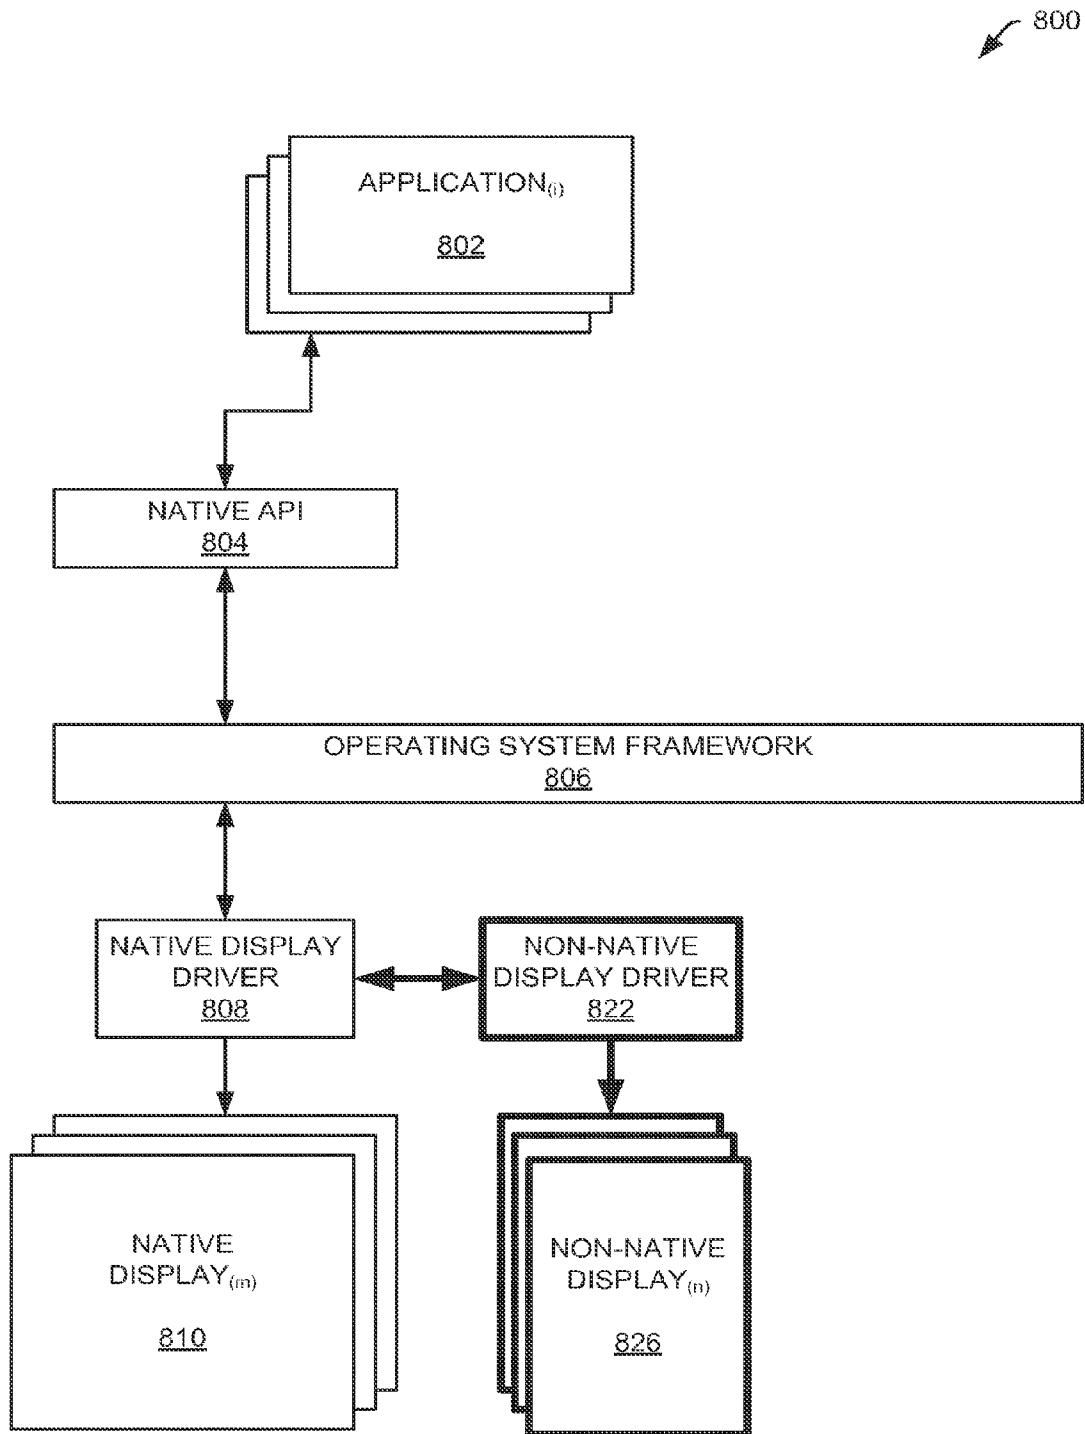 800
APPLICATION(i)
802
NATIVE API
804
OPERATING SYSTEM FRAMEWORK
806
NATIVE DISPLAY
DRIVER
808
NON-NATIVE
DISPLAY DRIVER
822
NATIVE
DISPLAY(m)
810
NON-NATIVE
DISPLAY(n)
826